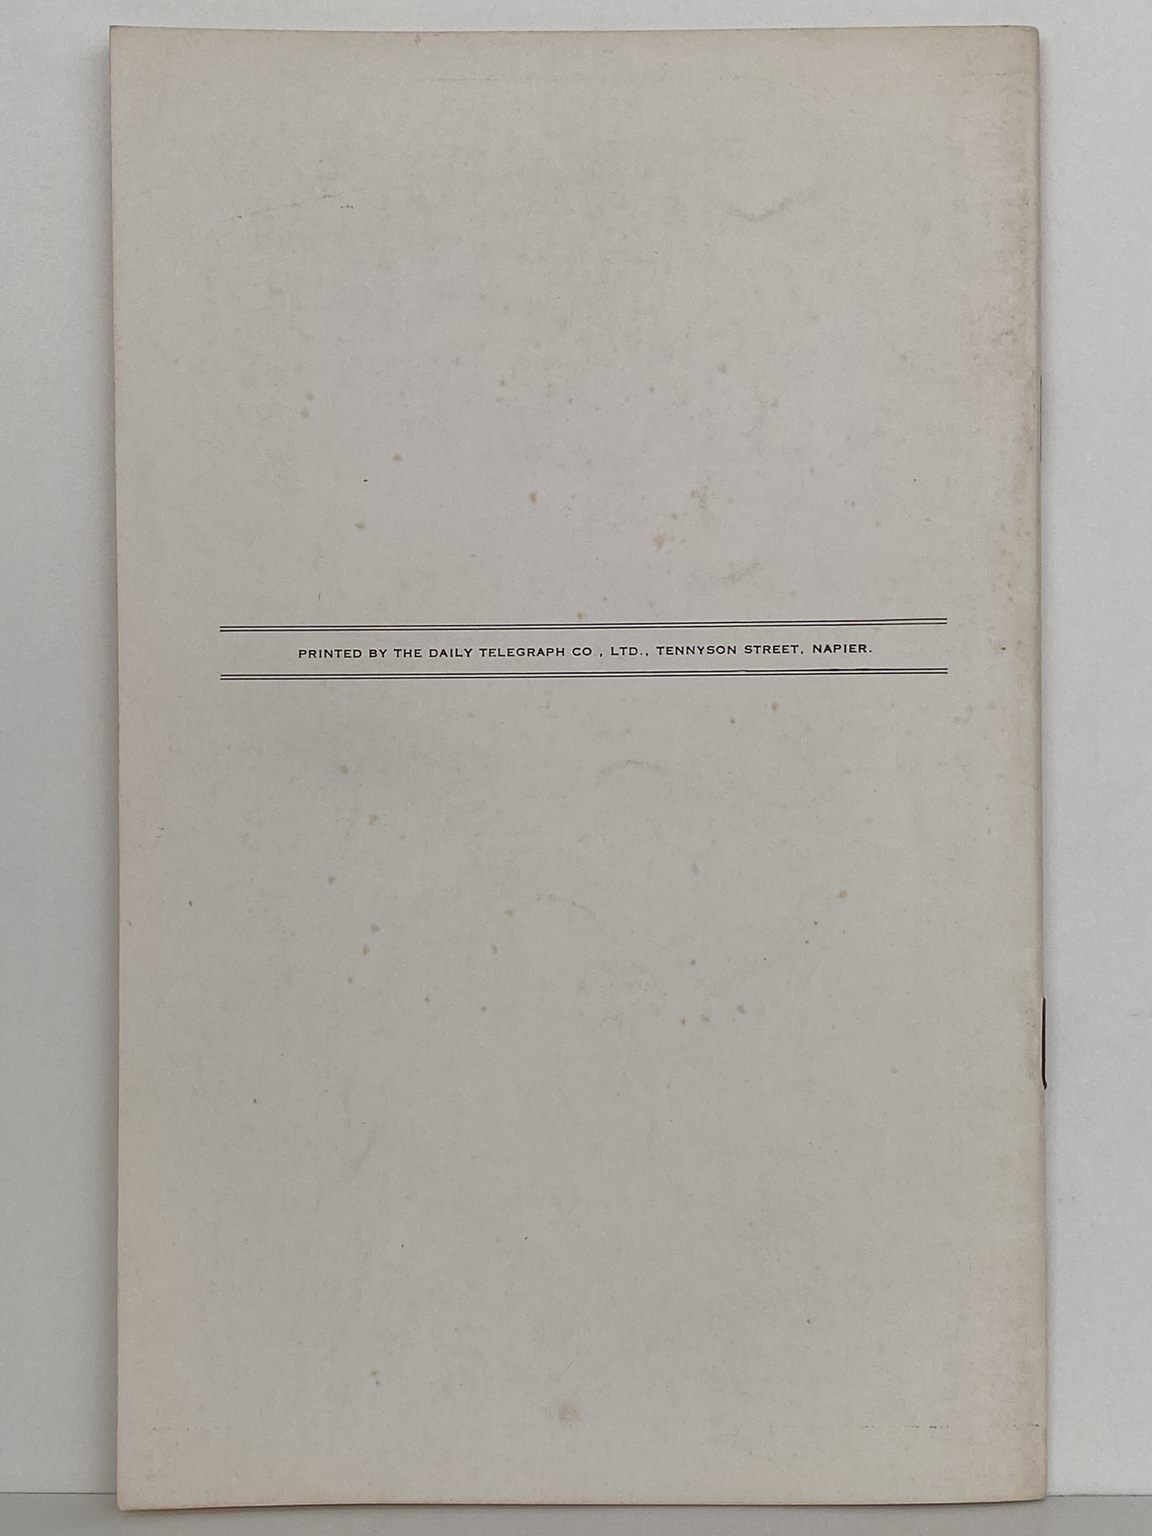 PRINTED BY THE DAILY TELEGRAPH CO , LTD., TENNYSON STREET, NAPIER.